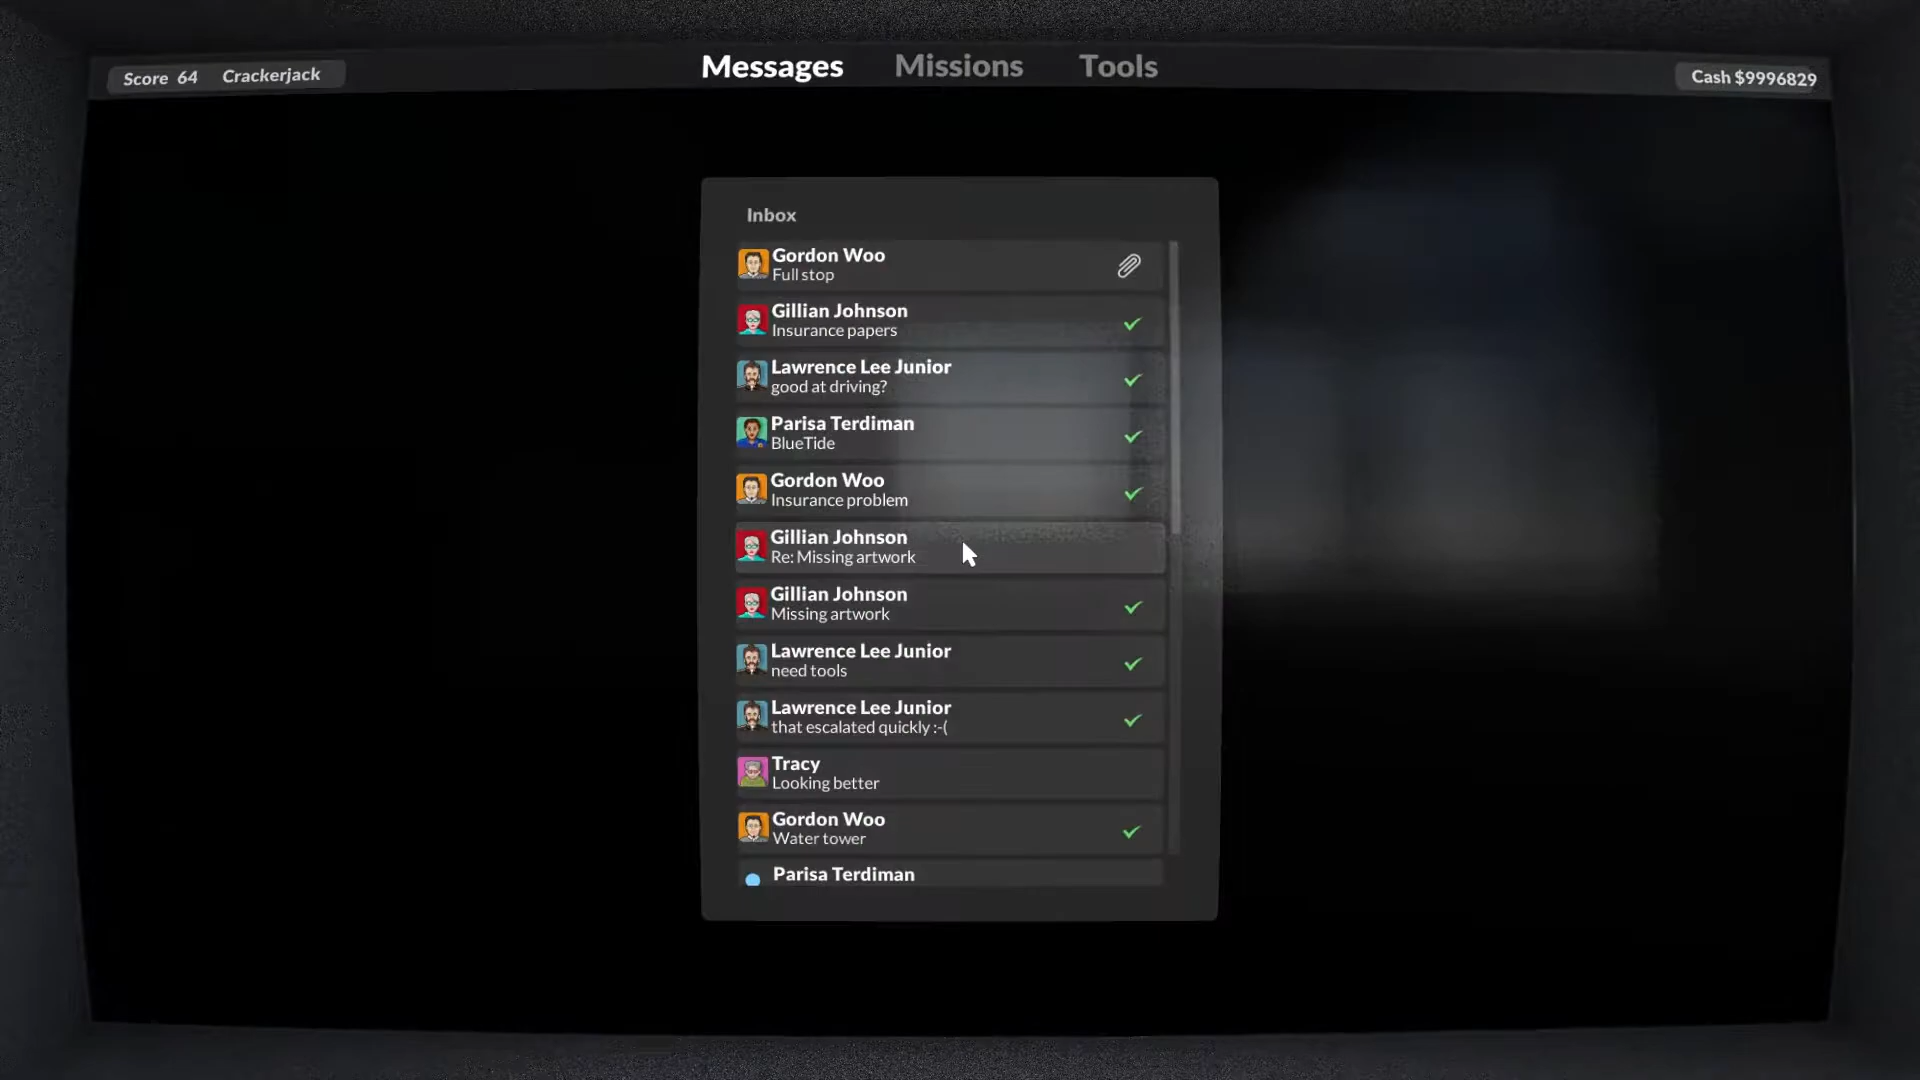 Score 64 Crackerjack
Messages Missions Tools
Cash $9996829
Inbox
Gordon Woo
Full stop
Gillian Johnson
Insurance papers
Lawrence Lee Junior
good at driving?
Parisa Terdiman
BlueTide
Gordon Woo
Insurance problem
Gillian Johnson
Re: Missing artwork
Gillian Johnson
Missing artwork
Lawrence Lee Junior
need tools
Lawrence Lee Junior
that escalated quickly :-(
Tracy
Looking better
Gordon Woo
Water tower
Parisa Terdiman